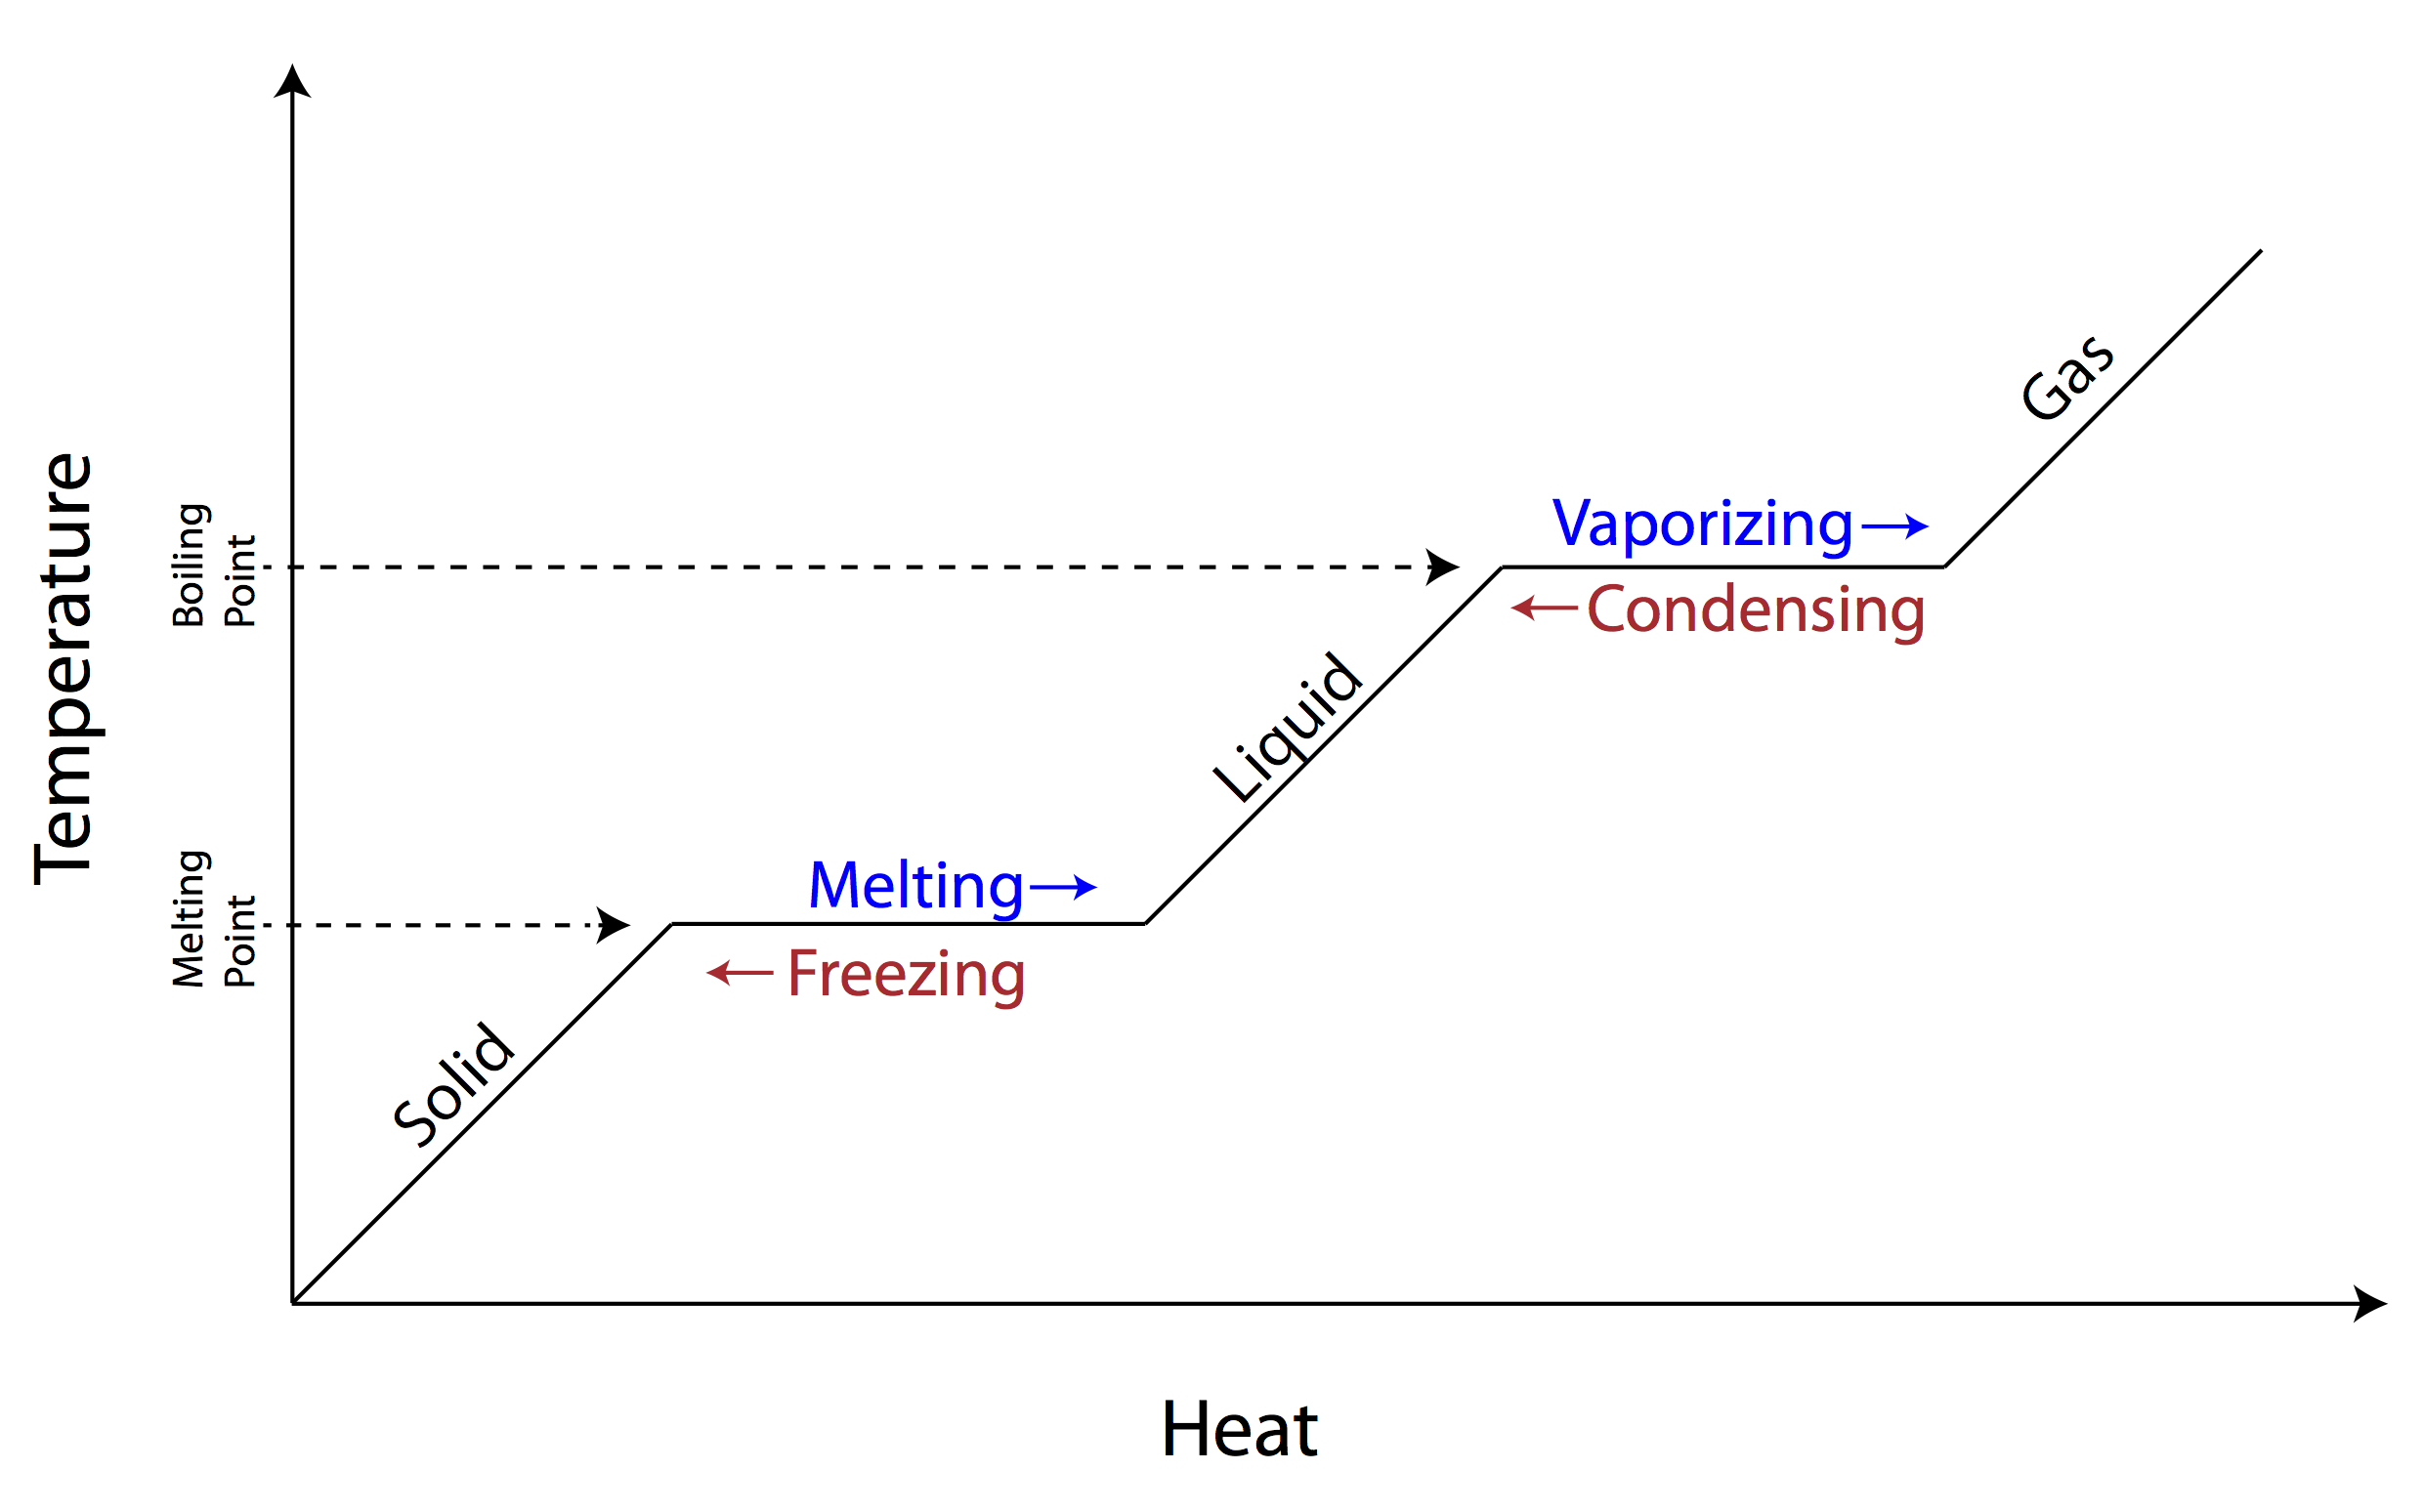 Temperature
Boiling
Point
Melting
Point
Gas
Vaporizing
Condensing
Liquid
Melting
Freezing
Solid
Heat